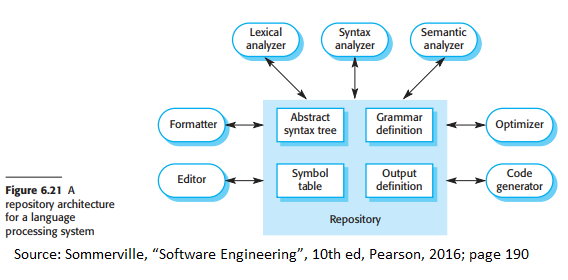 Lexical
analyzer
Syntax
analyzer
Semantic
analyzer
Formatter
Abstract
syntax tree
Grammar
definition
Optimizer
Editor
Symbol
table
Output
definition
Code
generator
Repository
Figure 6.21 A
repository architecture
for a language
processing system
Source: Sommerville, “Software Engineering”, 10th ed, Pearson, 2016; page 190